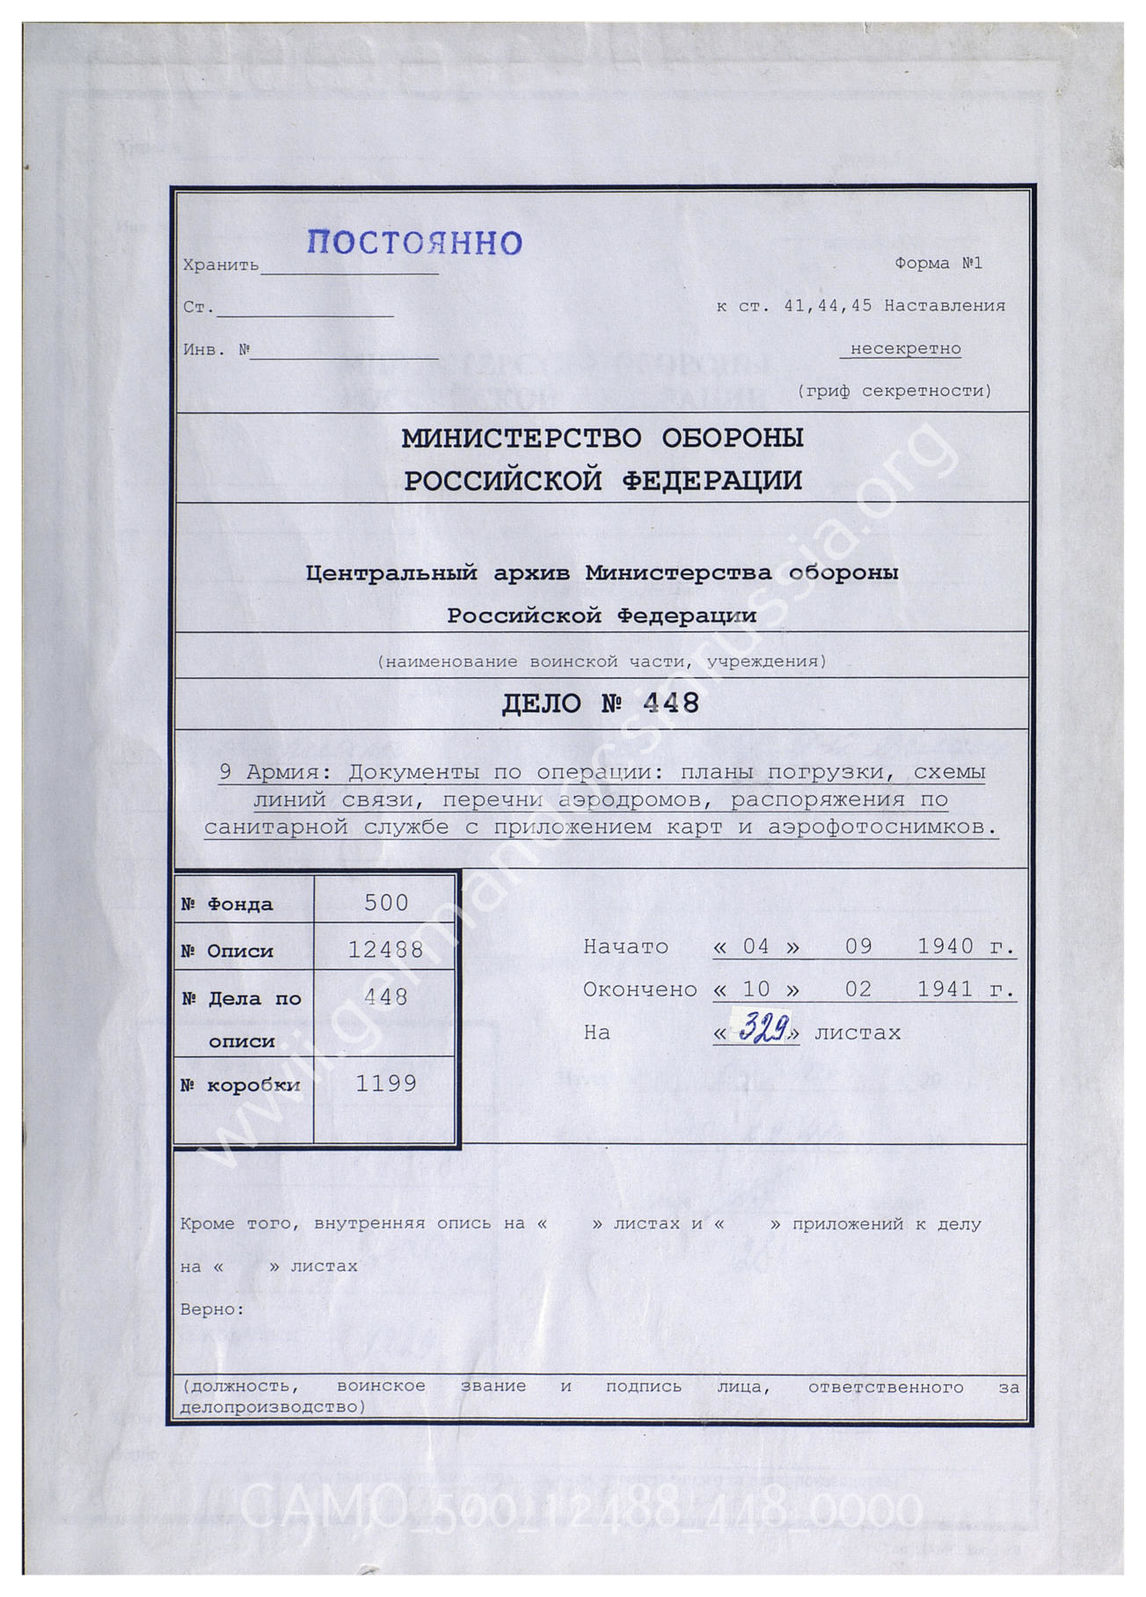 ПОСТОЯННО
Хранить
Форма №1
Ст.
к ст. 41,44,45 Наставления
Инв. №
несекретно
(гриф секретности)
МИНИСТЕРСТВО ОБОРОНЫ
РОССИЙСКОЙ ФЕДЕРАЦИИ
Центральный архив Министерства обороны
Российской Федерации
(наименование воинской части, учреждения)
ДЕЛО № 448
9 Армия: Документы по операции: планы погрузки, схемы
линий связи, перечни аэродромов, распоряжения по
санитарной службе с приложением карт и аэрофотоснимков.
№ Фонда 500
№ Описи 12488
№ Дела по 448
описи
№ коробки 1199
Начато « 04 » 09 1940 г.
Окончено « 10 » 02 1941 г.
На « 329 » листах
Кроме того, внутренняя опись на « » листах и « » приложений к делу
на « » листах
Верно:
(должность, воинское звание и подпись лица, ответственного за
делопроизводство)
wwii.germandocsinrussia.org
CAMO_500_12488_448_0000